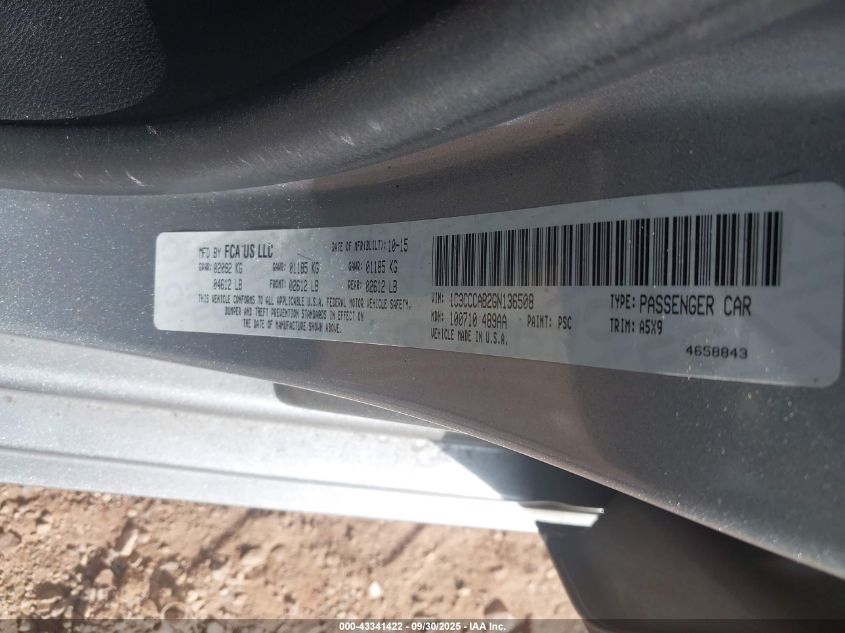 MFD BY FCA US LLC DATE OF MFR(BUILT): 10-15
GVWR: 02092 KG GAWR: 01185 KG GAWR: 01185 KG
04612 LB FRONT: 02612 LB REAR: 02612 LB
THIS VEHICLE CONFORMS TO ALL APPLICABLE U.S.A. FEDERAL MOTOR VEHICLE SAFETY,
BUMPER AND THEFT PREVENTION STANDARDS IN EFFECT ON
THE DATE OF MANUFACTURE SHOWN ABOVE.
VIN: 1C3CCCAB2GN136508 TYPE: PASSENGER CAR
MDH: 100710 489AA PAINT: PSC TRIM: A5X9
VEHICLE MADE IN U.S.A.
4658843
000-43341422 - 09/30/2025 - IAA Inc.